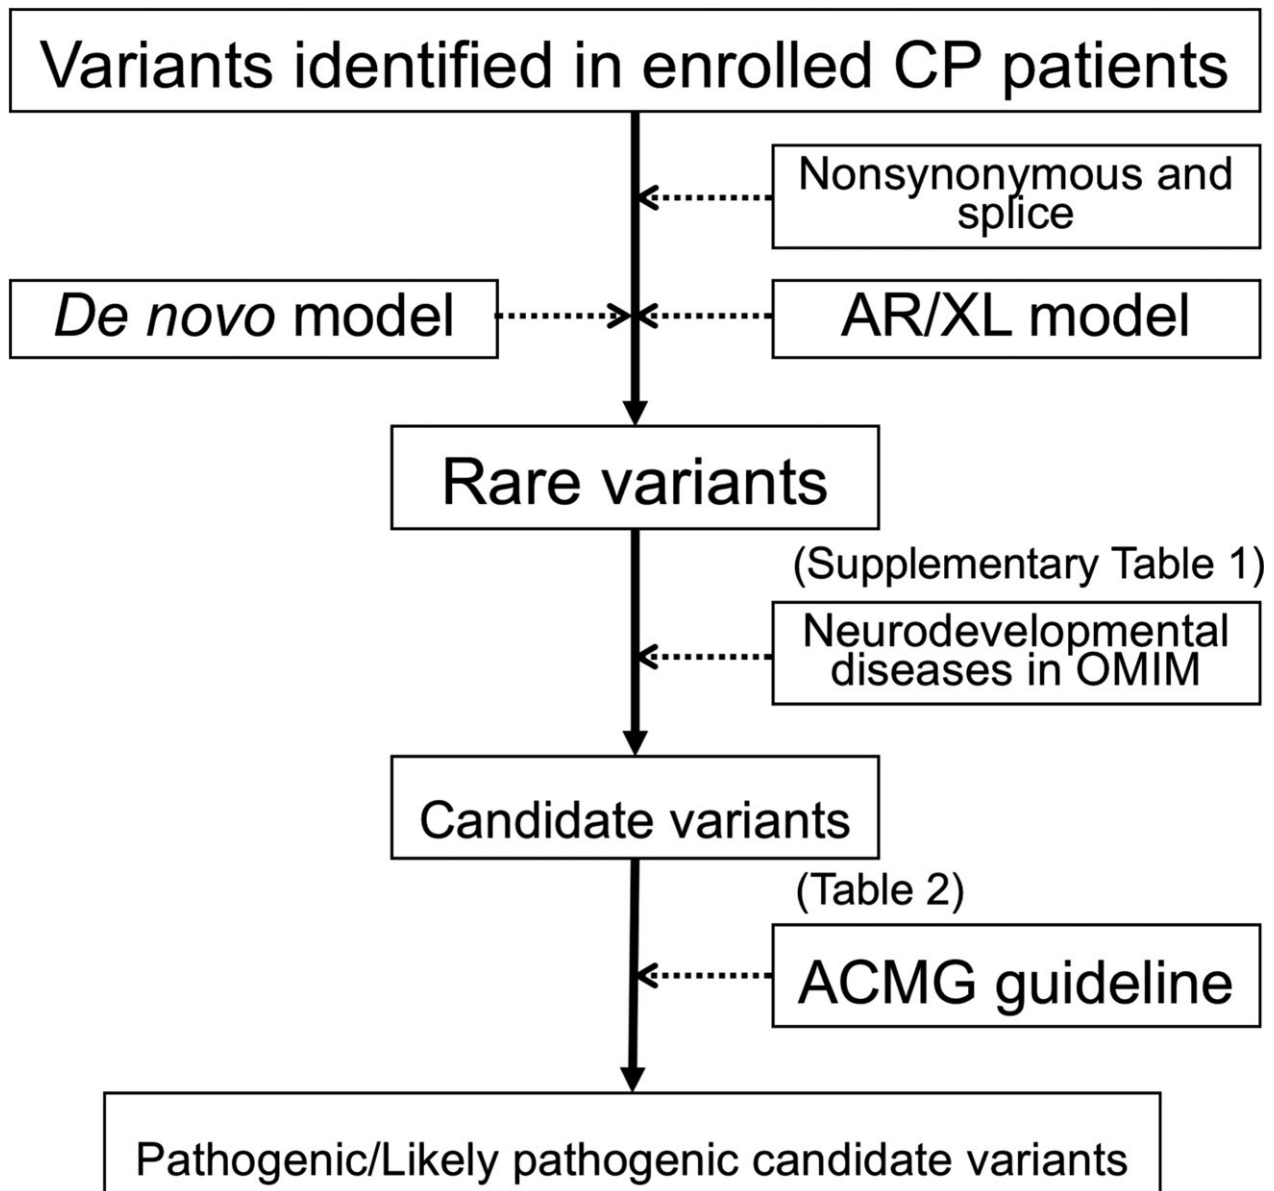 Variants identified in enrolled CP patients
Nonsynonymous and
splice
De novo model
AR/XL model
Rare variants
(Supplementary Table 1)
Neurodevelopmental
diseases in OMIM
Candidate variants
(Table 2)
ACMG guideline
Pathogenic/Likely pathogenic candidate variants